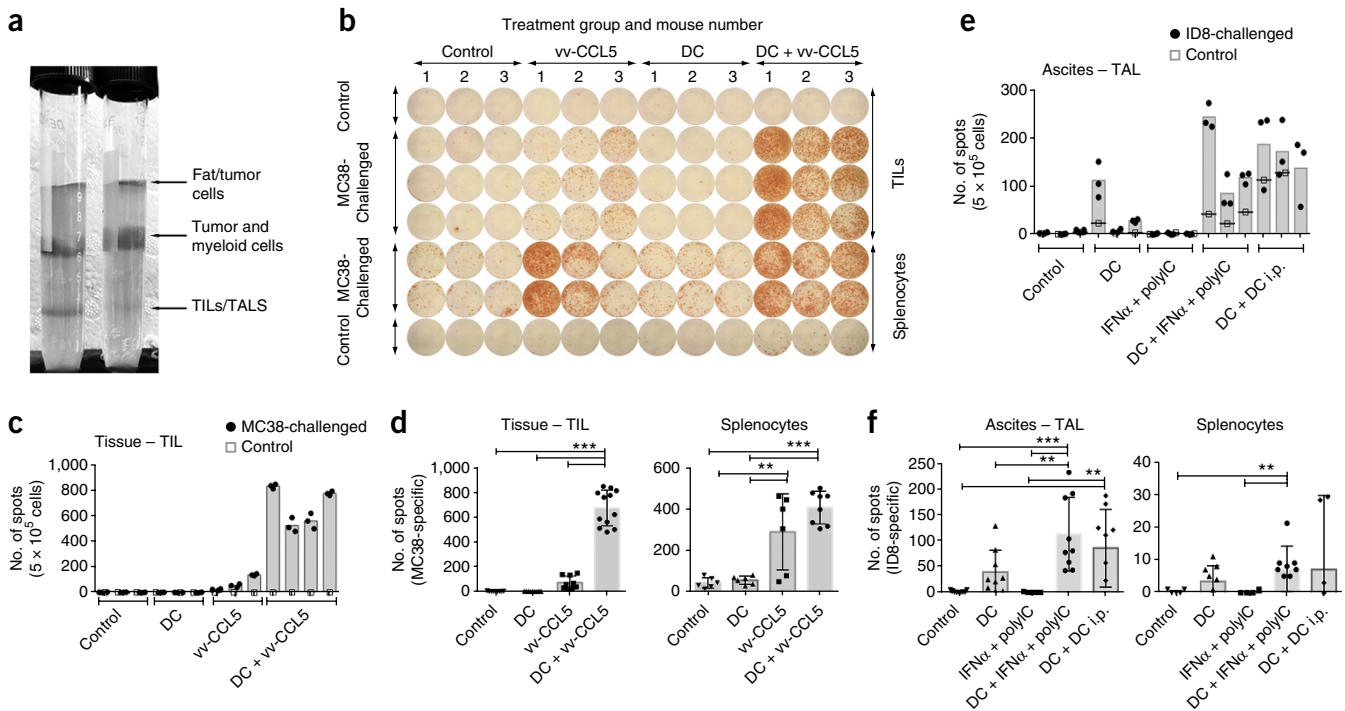 a
Fat/tumor
cells
Tumor and
myeloid cells
TILs/TALS
b
Treatment group and mouse number
Control
vv-CCL5
DC
DC + vv-CCL5
1 2 3 1 2 3 1 2 3 1 2 3
Control
MC38-
Challenged
MC38-
Challenged
Control
TILs
Splenocytes
c
Tissue – TIL
MC38-challenged
Control
No. of spots
(5 × 10⁵ cells)
1,000
800
600
400
200
0
Control
DC
vv-CCL5
DC + vv-CCL5
d
Tissue – TIL
***
No. of spots
(MC38-specific)
1,000
800
600
400
200
0
Control
DC
vv-CCL5
DC + vv-CCL5
Splenocytes
***
**
600
400
200
0
Control
DC
vv-CCL5
DC + vv-CCL5
e
ID8-challenged
Control
Ascites – TAL
No. of spots
(5 × 10⁵ cells)
300
200
100
0
Control
DC
IFNα + polyIC
DC + IFNα + polyIC
DC + DC i.p.
f
Ascites – TAL
***
**
**
No. of spots
(ID8-specific)
250
200
150
100
50
0
Control
DC
IFNα + polyIC
DC + IFNα + polyIC
DC + DC i.p.
Splenocytes
**
40
30
20
10
0
Control
DC
IFNα + polyIC
DC + IFNα + polyIC
DC + DC i.p.